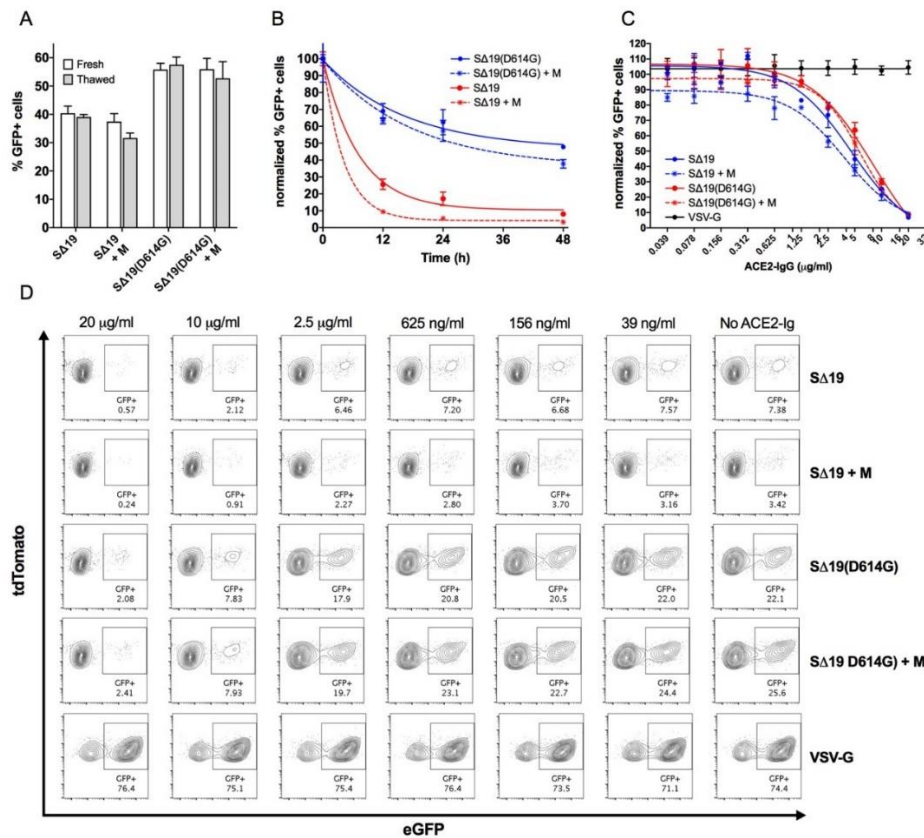 A
B
C
60
50
40
30
20
10
0
% GFP+ cells
Fresh
Thawed
SΔ19
SΔ19
+ M
SΔ19(D614G)
SΔ19(D614G)
+ M
100
90
80
70
60
50
40
30
20
10
0
normalized % GFP+ cells
SΔ19(D614G)
SΔ19(D614G) + M
SΔ19
SΔ19 + M
0 12 24 36 48
Time (h)
120
110
100
90
80
70
60
50
40
30
20
10
0
normalized % GFP+ cells
SΔ19
SΔ19 + M
SΔ19(D614G)
SΔ19(D614G) + M
VSV-G
0.039 0.078 0.156 0.312 0.625 1.25 2 2.5 4 5 8 10 16 20
ACE2-IgG (μg/ml)
D
20 μg/ml 10 μg/ml 2.5 μg/ml 625 ng/ml 156 ng/ml 39 ng/ml No ACE2-Ig
GFP+ GFP+ GFP+ GFP+ GFP+ GFP+ GFP+
0.57 2.12 6.46 7.20 6.68 7.57 7.38
SΔ19
GFP+ GFP+ GFP+ GFP+ GFP+ GFP+ GFP+
0.24 0.91 2.27 2.80 3.70 3.16 3.42
SΔ19 + M
GFP+ GFP+ GFP+ GFP+ GFP+ GFP+ GFP+
2.08 7.83 17.9 20.8 20.5 22.0 22.1
SΔ19(D614G)
GFP+ GFP+ GFP+ GFP+ GFP+ GFP+ GFP+
2.41 7.93 19.7 23.1 22.7 24.4 25.6
SΔ19 D614G) + M
GFP+ GFP+ GFP+ GFP+ GFP+ GFP+ GFP+
76.4 75.1 75.4 76.4 73.5 71.1 74.4
VSV-G
tdTomato
eGFP